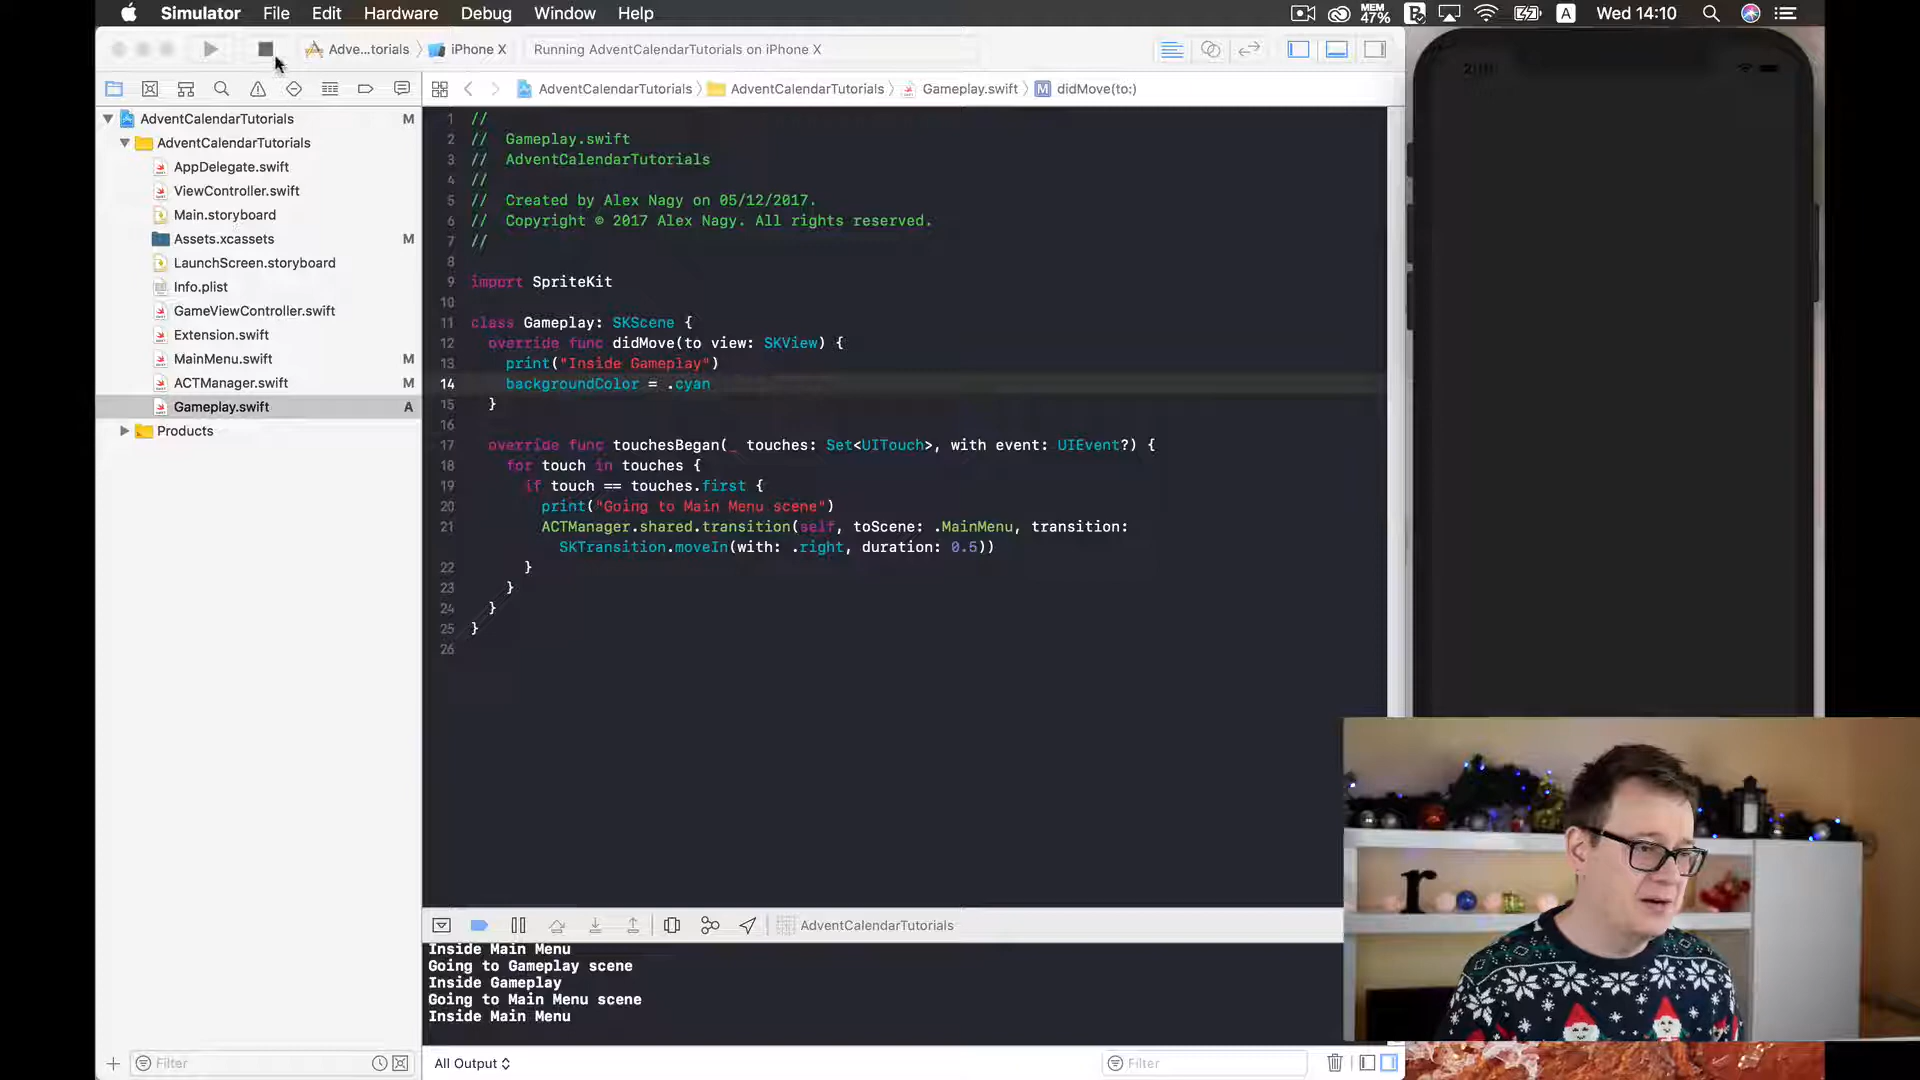 Simulator File Edit Hardware Debug Window Help MEM 47% A Wed 14:10
Adve...torials iPhone X Running AdventCalendarTutorials on iPhone X
AdventCalendarTutorials AdventCalendarTutorials Gameplay.swift M didMove(to:)
AdventCalendarTutorials M
AdventCalendarTutorials
AppDelegate.swift
ViewController.swift
Main.storyboard
Assets.xcassets M
LaunchScreen.storyboard
Info.plist
GameViewController.swift
Extension.swift
MainMenu.swift M
ACTManager.swift M
Gameplay.swift A
Products
1 //
2 // Gameplay.swift
3 // AdventCalendarTutorials
4 //
5 // Created by Alex Nagy on 05/12/2017.
6 // Copyright © 2017 Alex Nagy. All rights reserved.
7 //
8
9 import SpriteKit
10
11 class Gameplay: SKScene {
12 override func didMove(to view: SKView) {
13 print("Inside Gameplay")
14 backgroundColor = .cyan
15 }
16
17 override func touchesBegan(_ touches: Set<UITouch>, with event: UIEvent?) {
18 for touch in touches {
19 if touch == touches.first {
20 print("Going to Main Menu scene")
21 ACTManager.shared.transition(self, toScene: .MainMenu, transition:
SKTransition.moveIn(with: .right, duration: 0.5))
22 }
23 }
24 }
25 }
26
AdventCalendarTutorials
Inside Main Menu
Going to Gameplay scene
Inside Gameplay
Going to Main Menu scene
Inside Main Menu
Filter
All Output
Filter
r